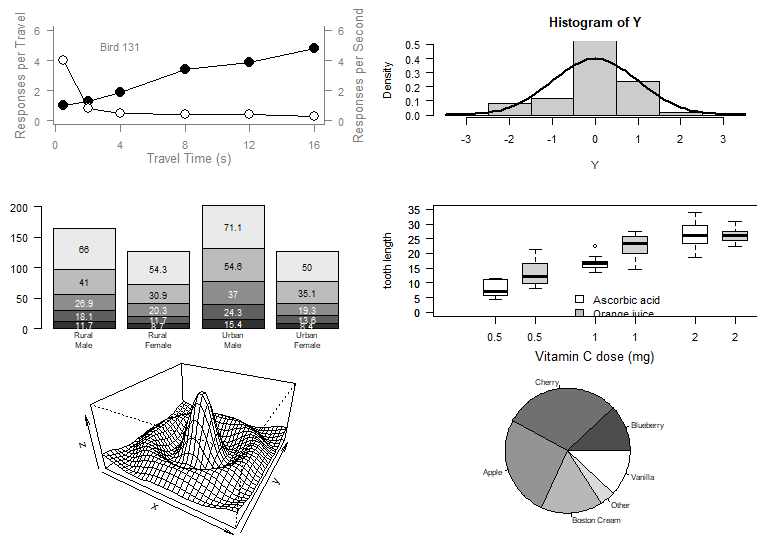 Responses per Travel
6
4
2
0
Bird 131
6
4
2
0
Responses per Second
0 4 8 12 16
Travel Time (s)
Histogram of Y
Density
0.5
0.4
0.3
0.2
0.1
0.0
-3 -2 -1 0 1 2 3
Y
200
150
100
50
0
66 54.3 71.1 50
41 30.9 54.6 35.1
26.9 20.3 37 19.3
18.1 11.7 24.3 13.6
11.7 8.7 15.4 8.4
Rural Rural Urban Urban
Male Female Male Female
tooth length
35
30
25
20
15
10
5
0
Ascorbic acid
Orange juice
0.5 0.5 1 1 2 2
Vitamin C dose (mg)
z
x
y
Cherry
Blueberry
Apple
Vanilla
Other
Boston Cream